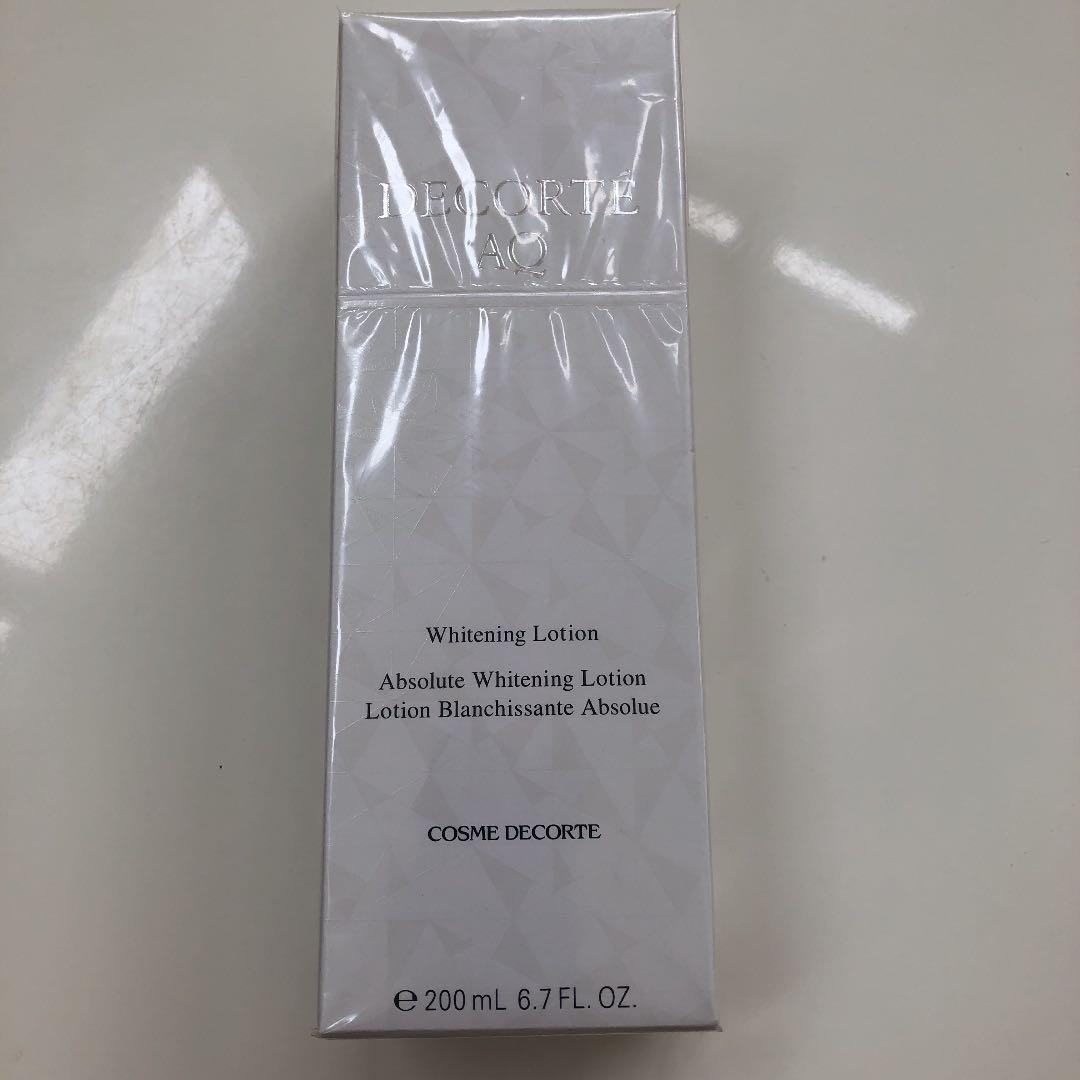 DECORTÉ
AQ
Whitening Lotion
Absolute Whitening Lotion
Lotion Blanchissante Absolue
COSME DECORTE
℮ 200 mL 6.7 FL. OZ.